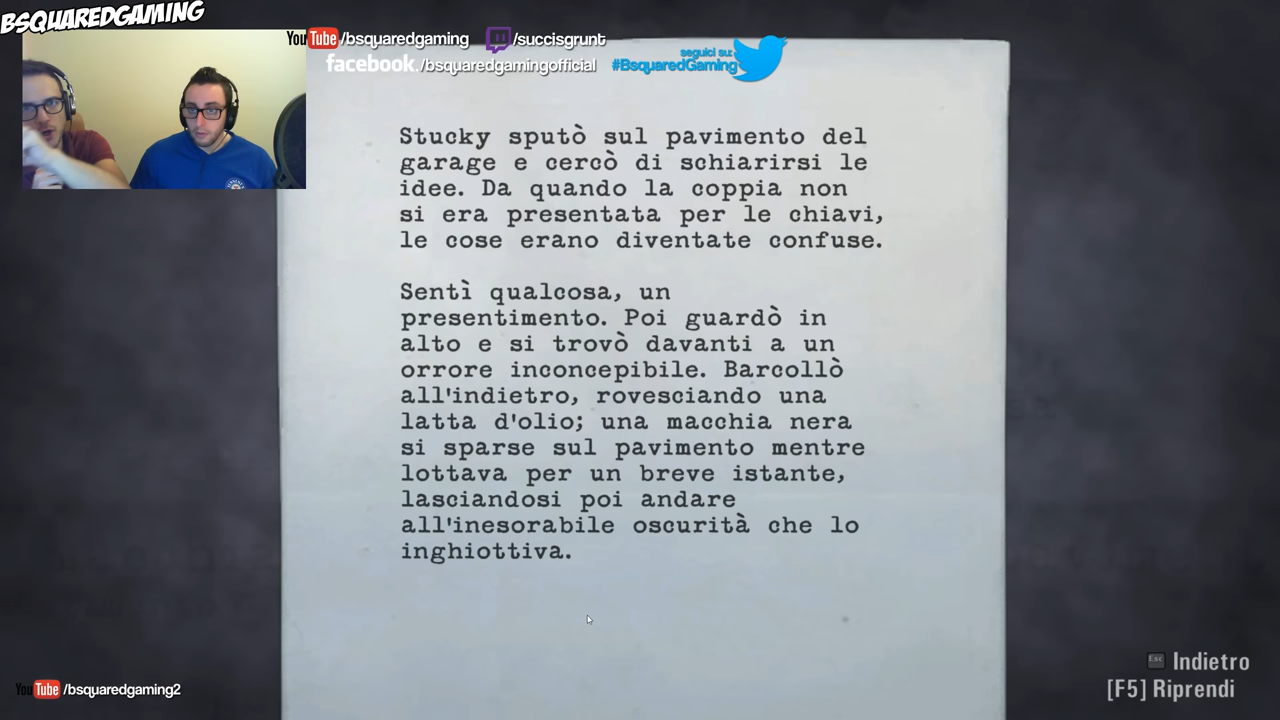 BSQUAREDGAMING
YouTube/bsquaredgaming /succisgrunt
facebook./bsquaredgamingofficial
seguici su:
#BsquaredGaming
Stucky sputò sul pavimento del
garage e cercò di schiarirsi le
idee. Da quando la coppia non
si era presentata per le chiavi,
le cose erano diventate confuse.
Sentì qualcosa, un
presentimento. Poi guardò in
alto e si trovò davanti a un
orrore inconcepibile. Barcollò
all'indietro, rovesciando una
latta d'olio; una macchia nera
si sparse sul pavimento mentre
lottava per un breve istante,
lasciandosi poi andare
all'inesorabile oscurità che lo
inghiottiva.
Esc Indietro
[F5] Riprendi
YouTube/bsquaredgaming2